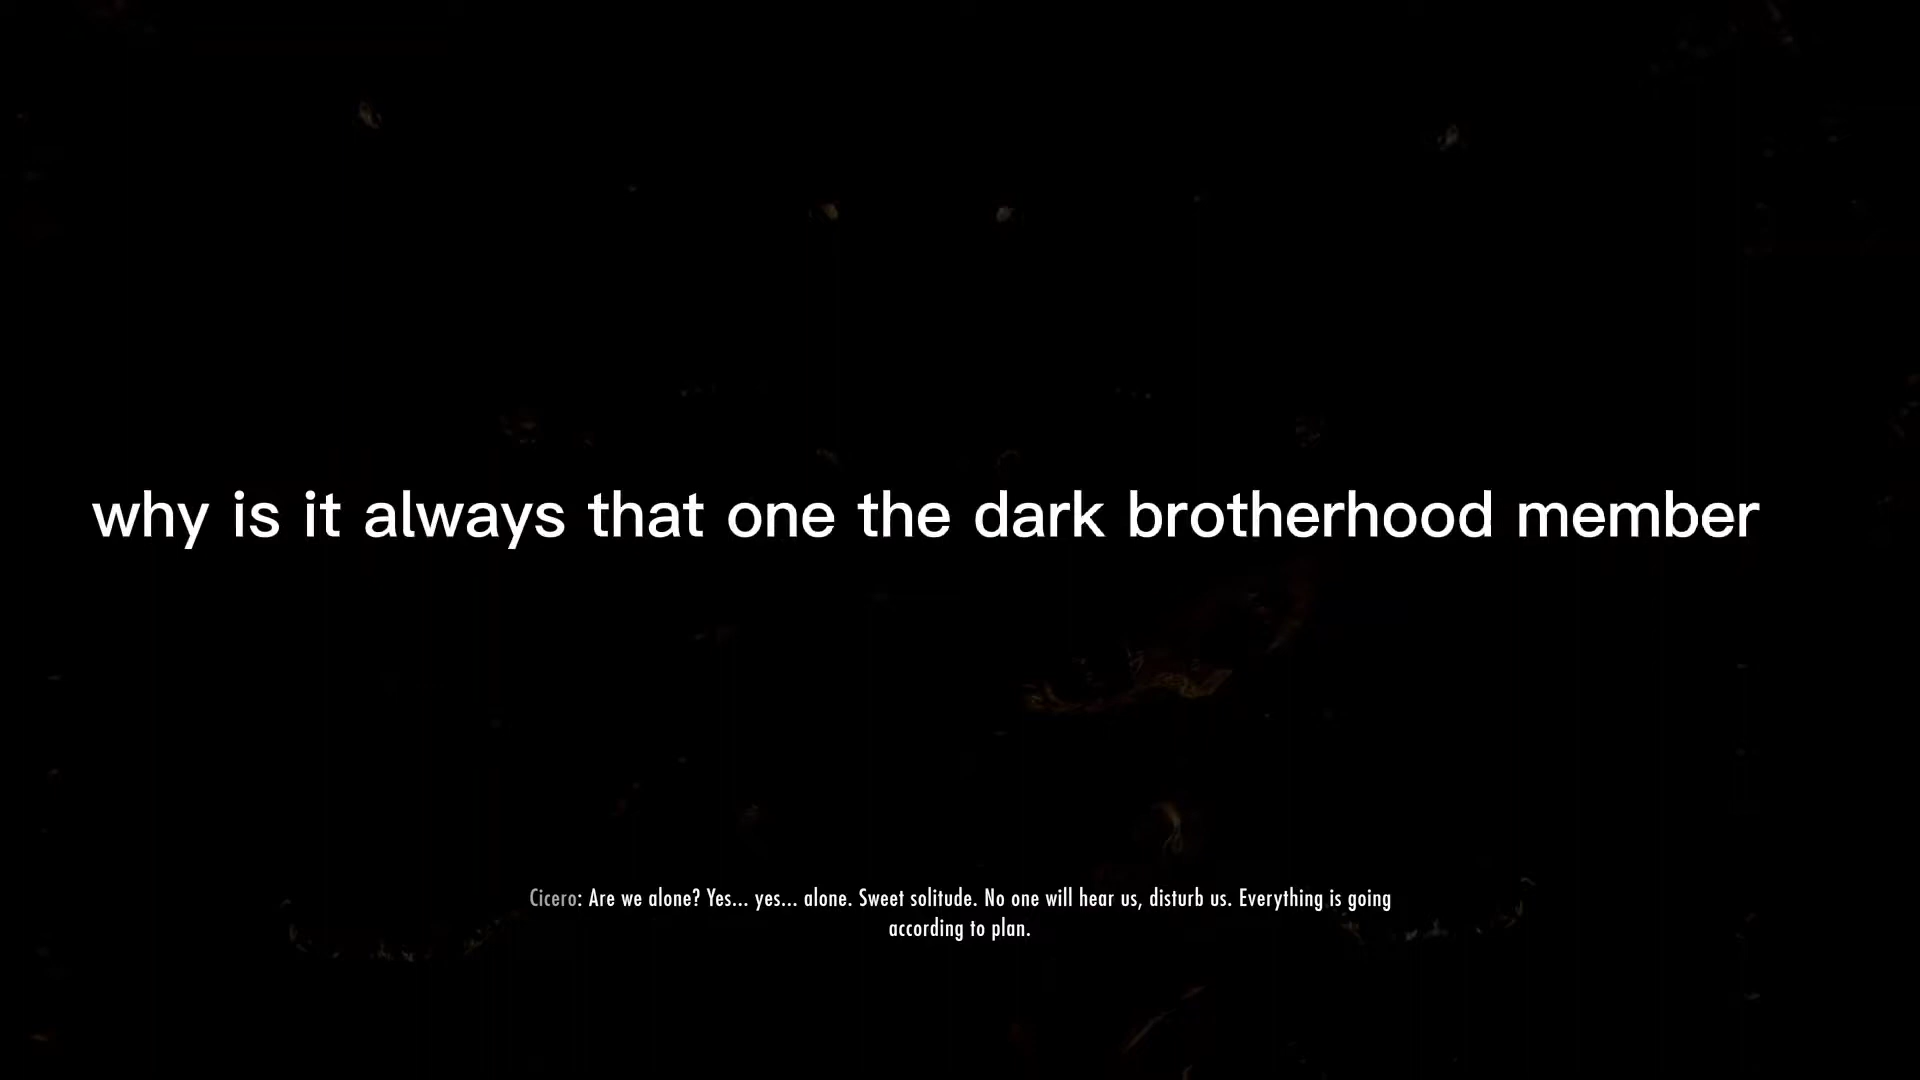 why is it always that one the dark brotherhood member
Cicero: Are we alone? Yes... yes... alone. Sweet solitude. No one will hear us, disturb us. Everything is going
according to plan.